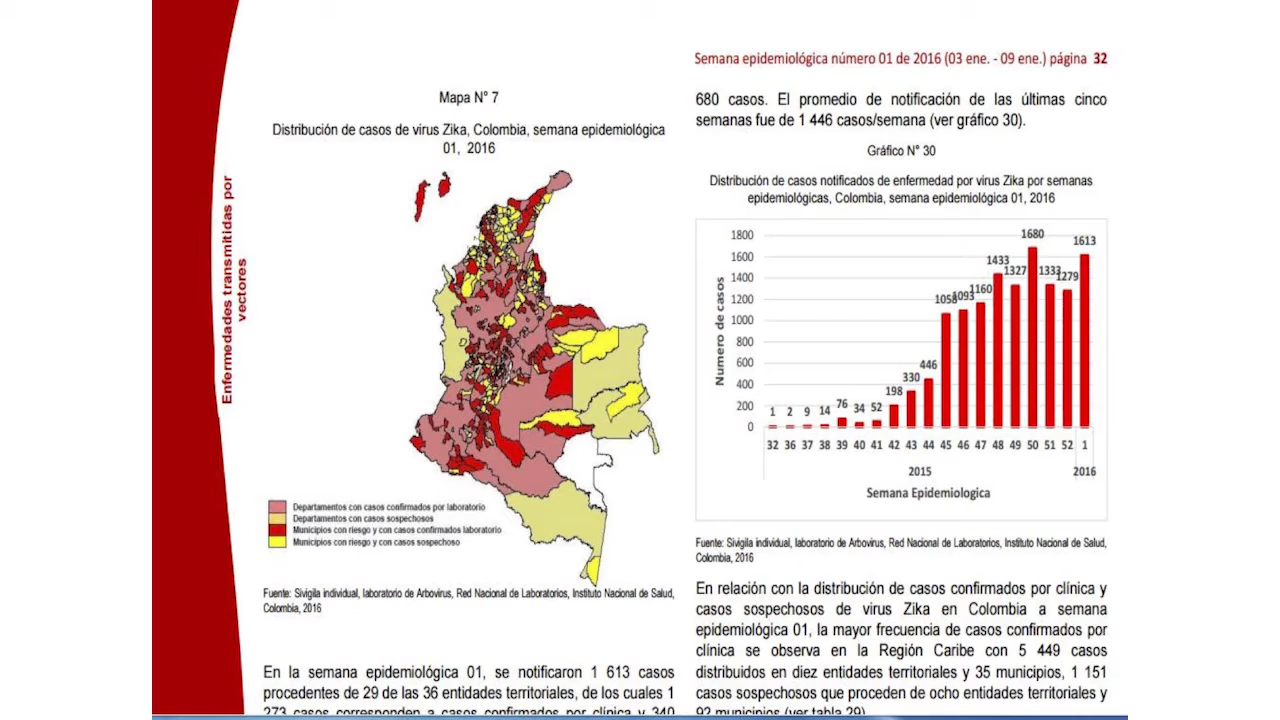 Semana epidemiológica número 01 de 2016 (03 ene. - 09 ene.) página 32
Enfermedades transmitidas por
vectores
Mapa N° 7
Distribución de casos de virus Zika, Colombia, semana epidemiológica
01, 2016
Departamentos con casos confirmados por laboratorio
Departamentos con casos sospechosos
Municipios con riesgo y con casos confirmados laboratorio
Municipios con riesgo y con casos sospechoso
Fuente: Sivigila individual, laboratorio de Arbovirus, Red Nacional de Laboratorios, Instituto Nacional de Salud,
Colombia, 2016
En la semana epidemiológica 01, se notificaron 1 613 casos
procedentes de 29 de las 36 entidades territoriales, de los cuales 1
273 casos corresponden a casos confirmados por clínica y 340
680 casos. El promedio de notificación de las últimas cinco
semanas fue de 1 446 casos/semana (ver gráfico 30).
Gráfico N° 30
Distribución de casos notificados de enfermedad por virus Zika por semanas
epidemiológicas, Colombia, semana epidemiológica 01, 2016
Numero de casos
1800
1600
1400
1200
1000
800
600
400
200
0
1 2 9 14 76 34 52 198 330 446 1058 1093 1160 1433 1327 1680 1333 1279 1613
32 36 37 38 39 40 41 42 43 44 45 46 47 48 49 50 51 52 1
2015 2016
Semana Epidemiologica
Fuente: Sivigila individual, laboratorio de Arbovirus, Red Nacional de Laboratorios, Instituto Nacional de Salud,
Colombia, 2016
En relación con la distribución de casos confirmados por clínica y
casos sospechosos de virus Zika en Colombia a semana
epidemiológica 01, la mayor frecuencia de casos confirmados por
clínica se observa en la Región Caribe con 5 449 casos
distribuidos en diez entidades territoriales y 35 municipios, 1 151
casos sospechosos que proceden de ocho entidades territoriales y
92 municipios (ver tabla 29)